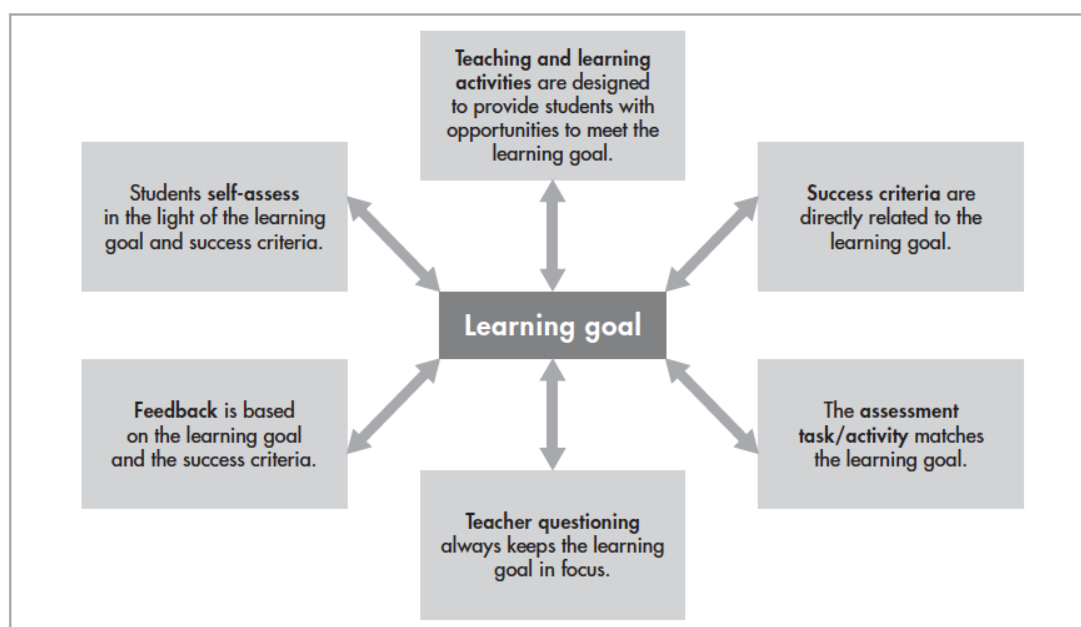 Teaching and learning
activities are designed
to provide students with
opportunities to meet the
learning goal.
Students self-assess
in the light of the learning
goal and success criteria.
Success criteria are
directly related to the
learning goal.
Learning goal
Feedback is based
on the learning goal
and the success criteria.
The assessment
task/activity matches
the learning goal.
Teacher questioning
always keeps the learning
goal in focus.